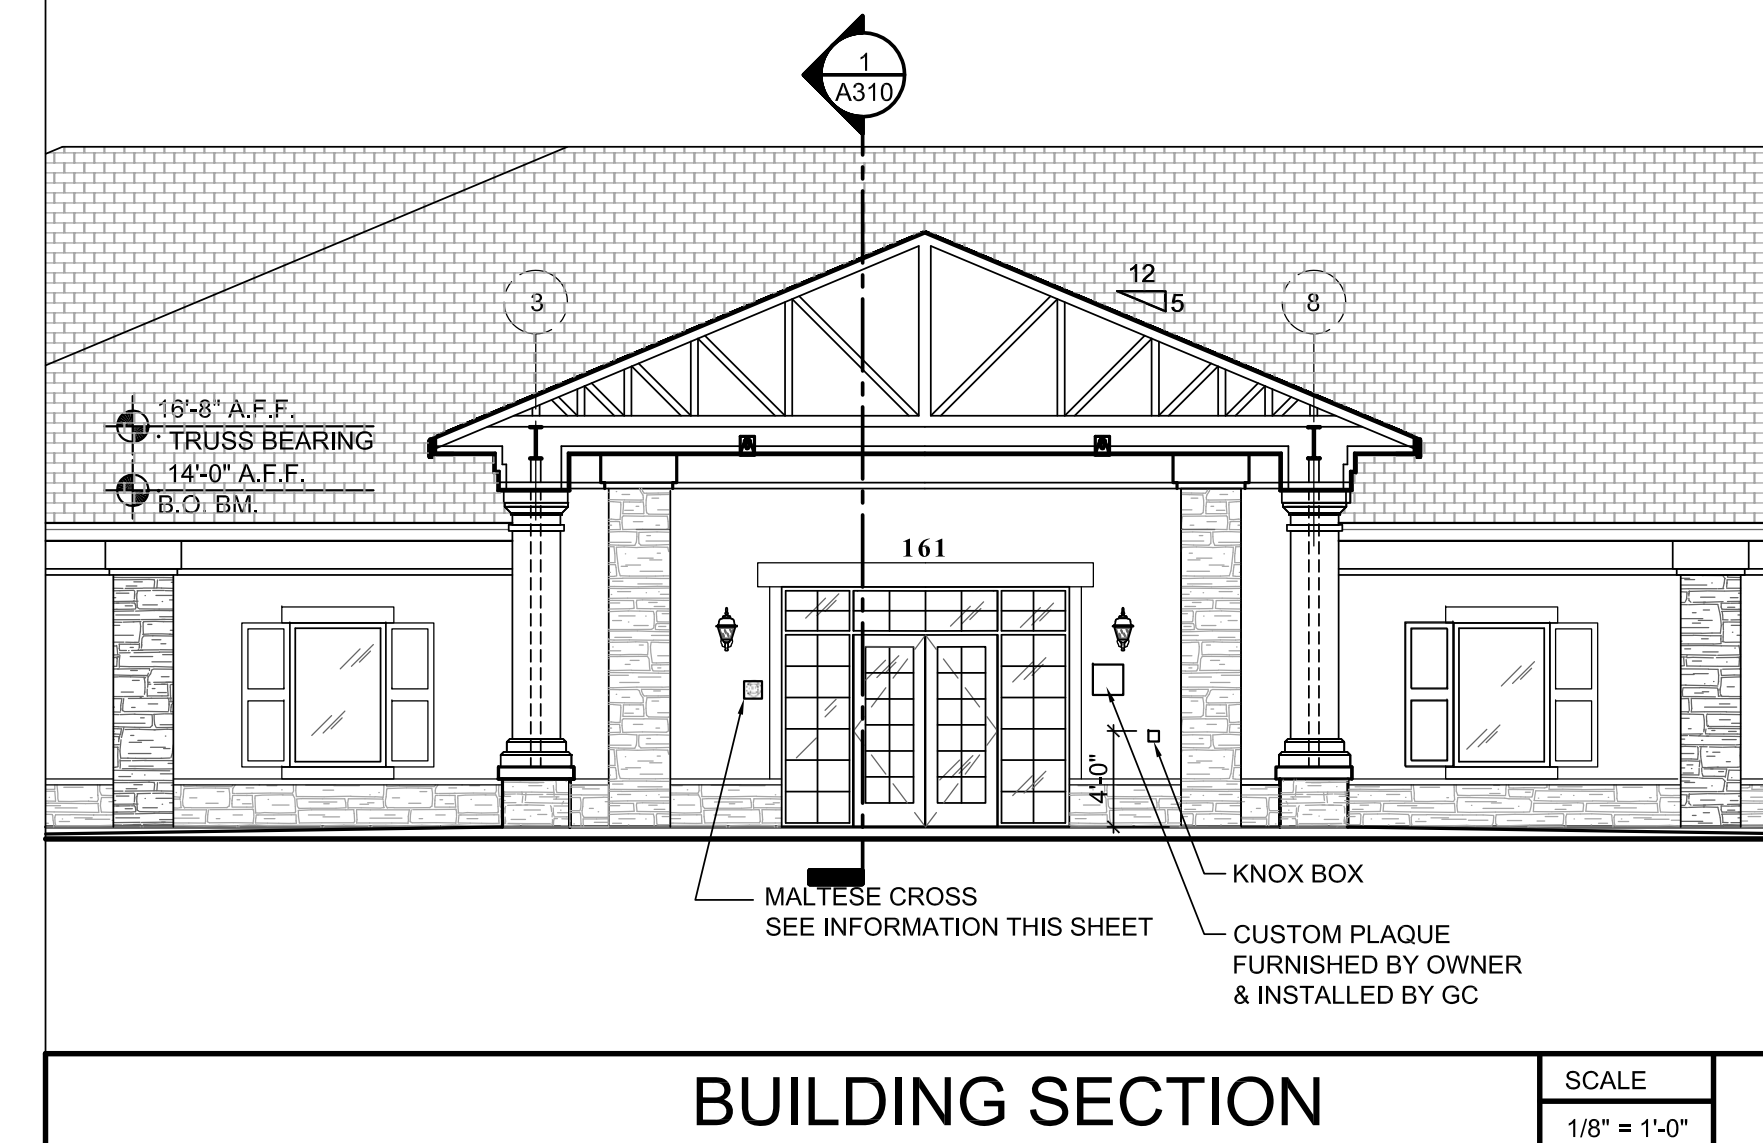 1
A310
12
5
3
8
16'-8" A.F.F.
TRUSS BEARING
14'-0" A.F.F.
B.O. BM.
161
4'-0"
KNOX BOX
MALTESE CROSS
SEE INFORMATION THIS SHEET
CUSTOM PLAQUE
FURNISHED BY OWNER
& INSTALLED BY GC
BUILDING SECTION
SCALE
1/8" = 1'-0"